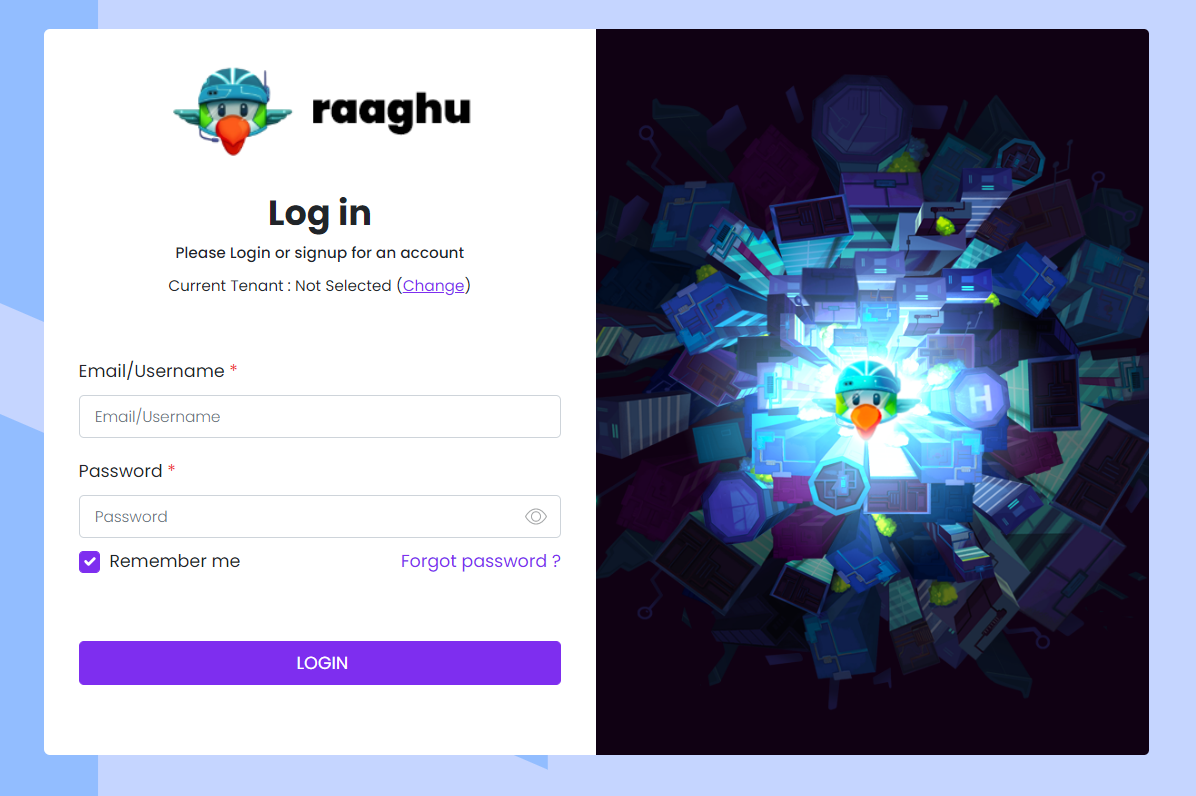 raaghu
Log in
Please Login or signup for an account
Current Tenant : Not Selected (Change)
Email/Username *
Email/Username
Password *
Password
Remember me
Forgot password ?
LOGIN
H